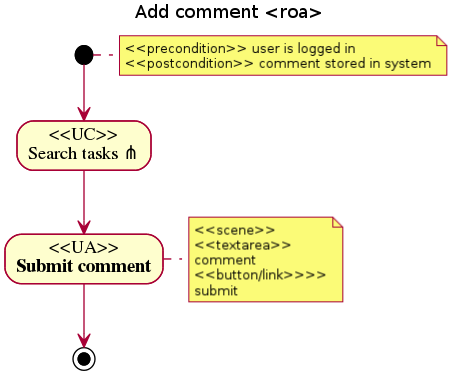 Add comment <roa>
<<precondition>> user is logged in
<<postcondition>> comment stored in system
<<UC>>
Search tasks ⋔
<<UA>>
Submit comment
<<scene>>
<<textarea>>
comment
<<button/link>>>>
submit